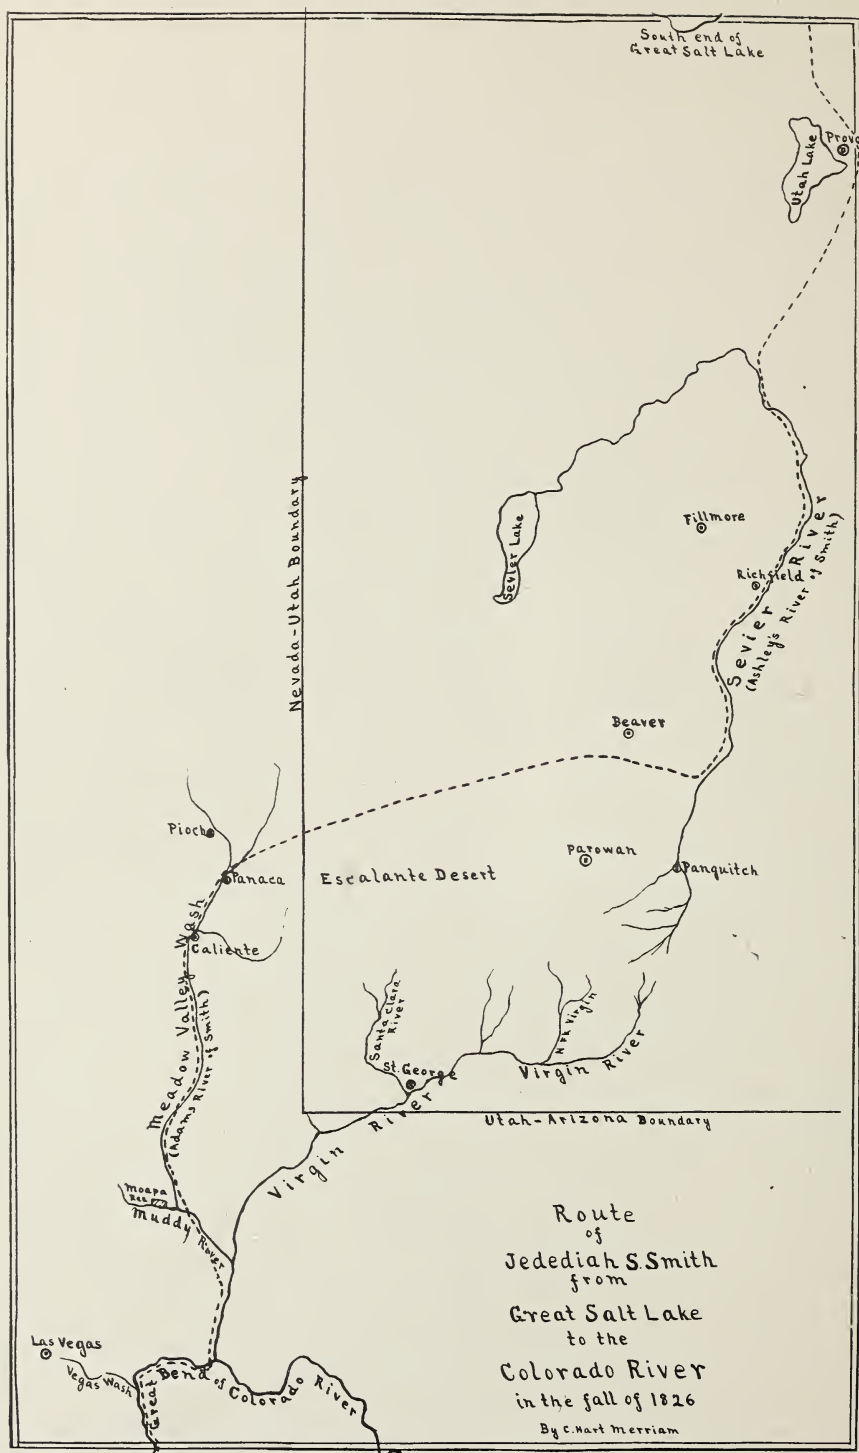 South end of
Great Salt Lake
Provo
Utah Lake
Nevada-Utah Boundary
Sevier Lake
Fillmore
Richfield
Sevier River
(Ashley's River of Smith)
Beaver
Pioche
Panaca
Escalante Desert
Parowan
Panquitch
Caliente
Meadow Valley Wash
(Adams River of Smith)
Santa Clara
River
N Fk Virgin
St. George
Virgin River
Virgin River
Utah-Arizona Boundary
Moapa
Res
Muddy River
Las Vegas
Vegas Wash
Great Bend of Colorado River
Route
of
Jedediah S. Smith
from
Great Salt Lake
to the
Colorado River
in the fall of 1826
By C. Hart Merriam